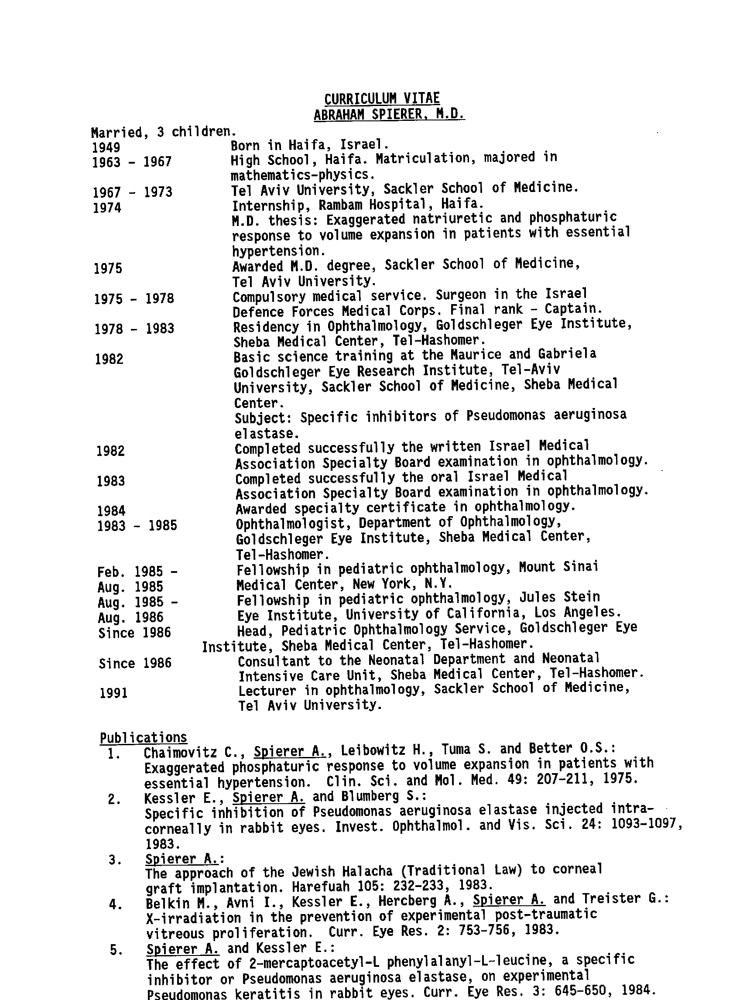 CURRICULUM VITAE
ABRAHAM SPIERER, M.D.
Married, 3 children.
1949 Born in Haifa, Israel.
1963 - 1967 High School, Haifa. Matriculation, majored in
mathematics-physics.
1967 - 1973 Tel Aviv University, Sackler School of Medicine.
1974 Internship, Rambam Hospital, Haifa.
M.D. thesis: Exaggerated natriuretic and phosphaturic
response to volume expansion in patients with essential
hypertension.
1975 Awarded M.D. degree, Sackler School of Medicine,
Tel Aviv University.
1975 - 1978 Compulsory medical service. Surgeon in the Israel
Defence Forces Medical Corps. Final rank - Captain.
1978 - 1983 Residency in Ophthalmology, Goldschleger Eye Institute,
Sheba Medical Center, Tel-Hashomer.
1982 Basic science training at the Maurice and Gabriela
Goldschleger Eye Research Institute, Tel-Aviv
University, Sackler School of Medicine, Sheba Medical
Center.
Subject: Specific inhibitors of Pseudomonas aeruginosa
elastase.
1982 Completed successfully the written Israel Medical
Association Specialty Board examination in ophthalmology.
1983 Completed successfully the oral Israel Medical
Association Specialty Board examination in ophthalmology.
1984 Awarded specialty certificate in ophthalmology.
1983 - 1985 Ophthalmologist, Department of Ophthalmology,
Goldschleger Eye Institute, Sheba Medical Center,
Tel-Hashomer.
Feb. 1985 - Fellowship in pediatric ophthalmology, Mount Sinai
Aug. 1985 Medical Center, New York, N.Y.
Aug. 1985 - Fellowship in pediatric ophthalmology, Jules Stein
Aug. 1986 Eye Institute, University of California, Los Angeles.
Since 1986 Head, Pediatric Ophthalmology Service, Goldschleger Eye
Institute, Sheba Medical Center, Tel-Hashomer.
Since 1986 Consultant to the Neonatal Department and Neonatal
Intensive Care Unit, Sheba Medical Center, Tel-Hashomer.
1991 Lecturer in ophthalmology, Sackler School of Medicine,
Tel Aviv University.
Publications
1. Chaimovitz C., Spierer A., Leibowitz H., Tuma S. and Better O.S.:
Exaggerated phosphaturic response to volume expansion in patients with
essential hypertension. Clin. Sci. and Mol. Med. 49: 207-211, 1975.
2. Kessler E., Spierer A. and Blumberg S.:
Specific inhibition of Pseudomonas aeruginosa elastase injected intra-
corneally in rabbit eyes. Invest. Ophthalmol. and Vis. Sci. 24: 1093-1097,
1983.
3. Spierer A.:
The approach of the Jewish Halacha (Traditional Law) to corneal
graft implantation. Harefuah 105: 232-233, 1983.
4. Belkin M., Avni I., Kessler E., Hercberg A., Spierer A. and Treister G.:
X-irradiation in the prevention of experimental post-traumatic
vitreous proliferation. Curr. Eye Res. 2: 753-756, 1983.
5. Spierer A. and Kessler E.:
The effect of 2-mercaptoacetyl-L phenylalanyl-L-leucine, a specific
inhibitor or Pseudomonas aeruginosa elastase, on experimental
Pseudomonas keratitis in rabbit eyes. Curr. Eye Res. 3: 645-650, 1984.